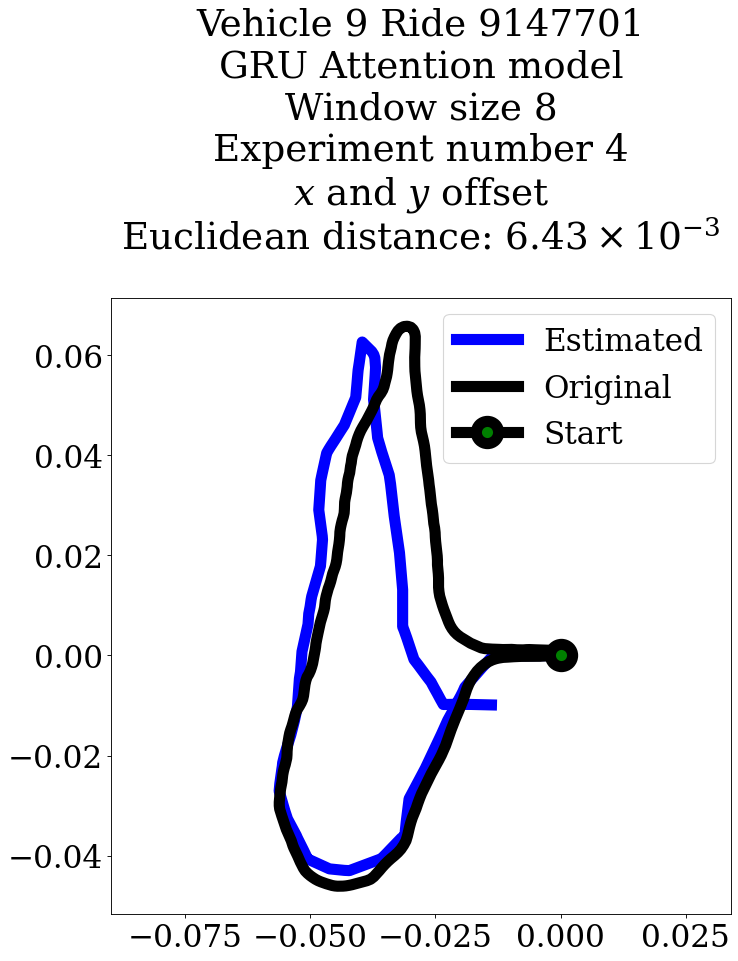 Vehicle 9 Ride 9147701
GRU Attention model
Window size 8
Experiment number 4
x and y offset
Euclidean distance: 6.43 × 10⁻³
Estimated
Original
Start
0.06
0.04
0.02
0.00
−0.02
−0.04
−0.075 −0.050 −0.025 0.000 0.025